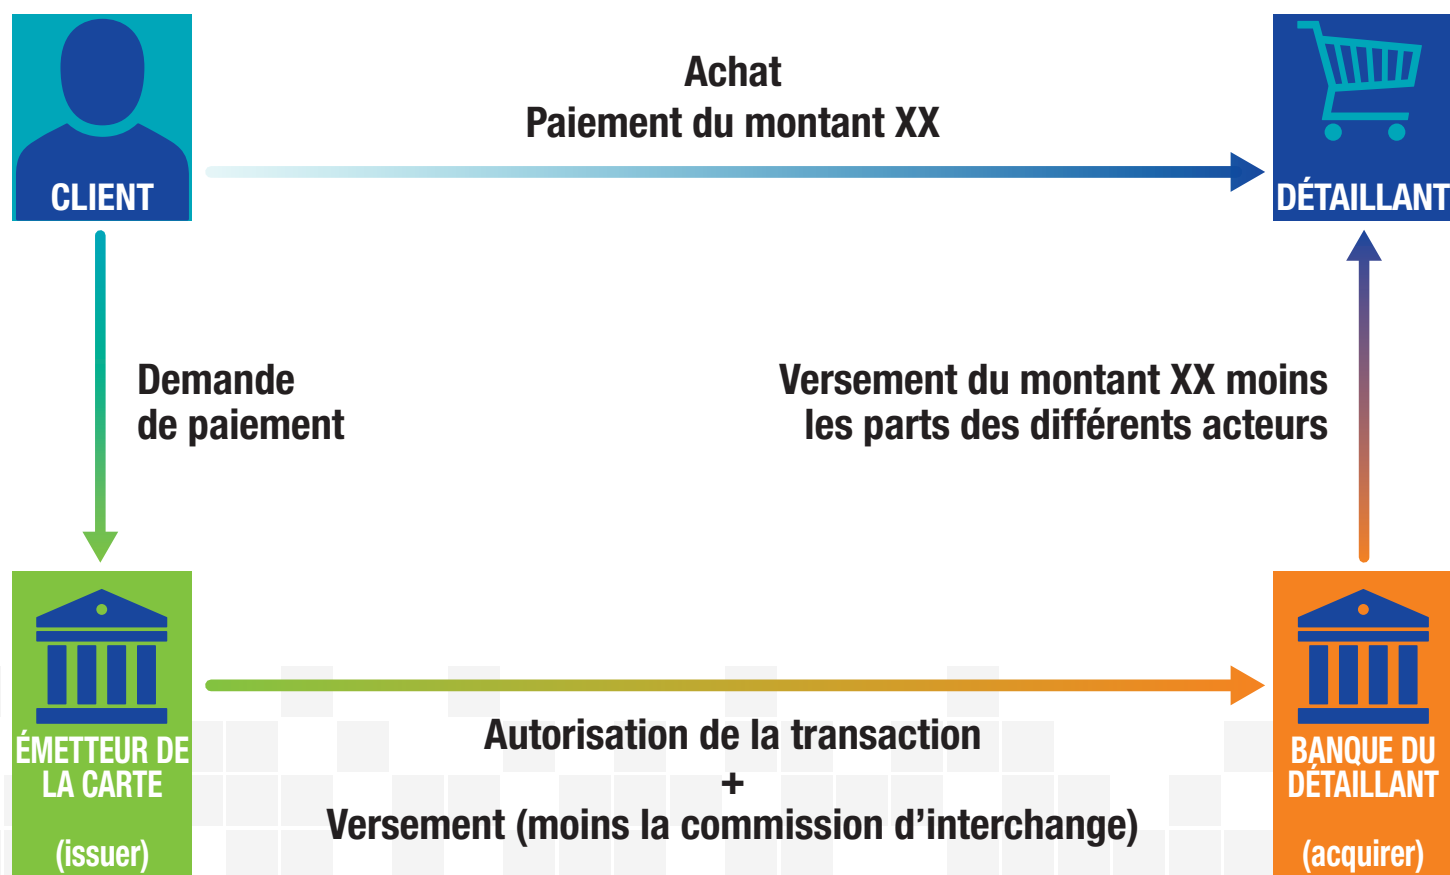 Achat
Paiement du montant XX
CLIENT
DÉTAILLANT
Demande
de paiement
Versement du montant XX moins
les parts des différents acteurs
ÉMETTEUR DE
LA CARTE
(issuer)
Autorisation de la transaction
+
Versement (moins la commission d’interchange)
BANQUE DU
DÉTAILLANT
(acquirer)